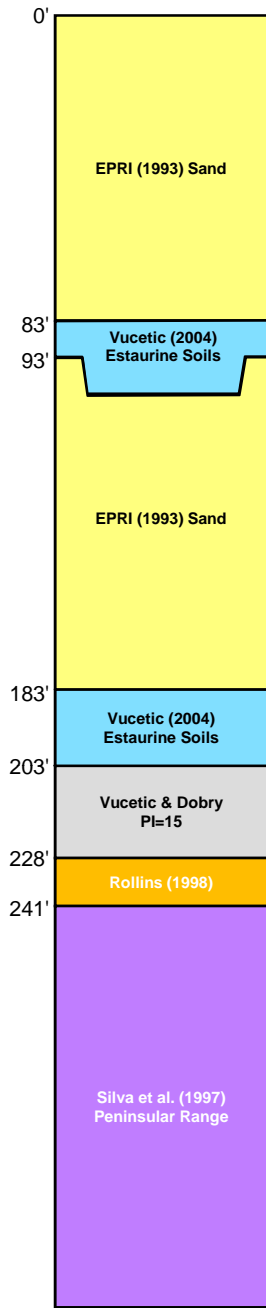 0'
EPRI (1993) Sand
83'
Vucetic (2004)
Estaurine Soils
93'
EPRI (1993) Sand
183'
Vucetic (2004)
Estaurine Soils
203'
Vucetic & Dobry
PI=15
228'
Rollins (1998)
241'
Silva et al. (1997)
Peninsular Range